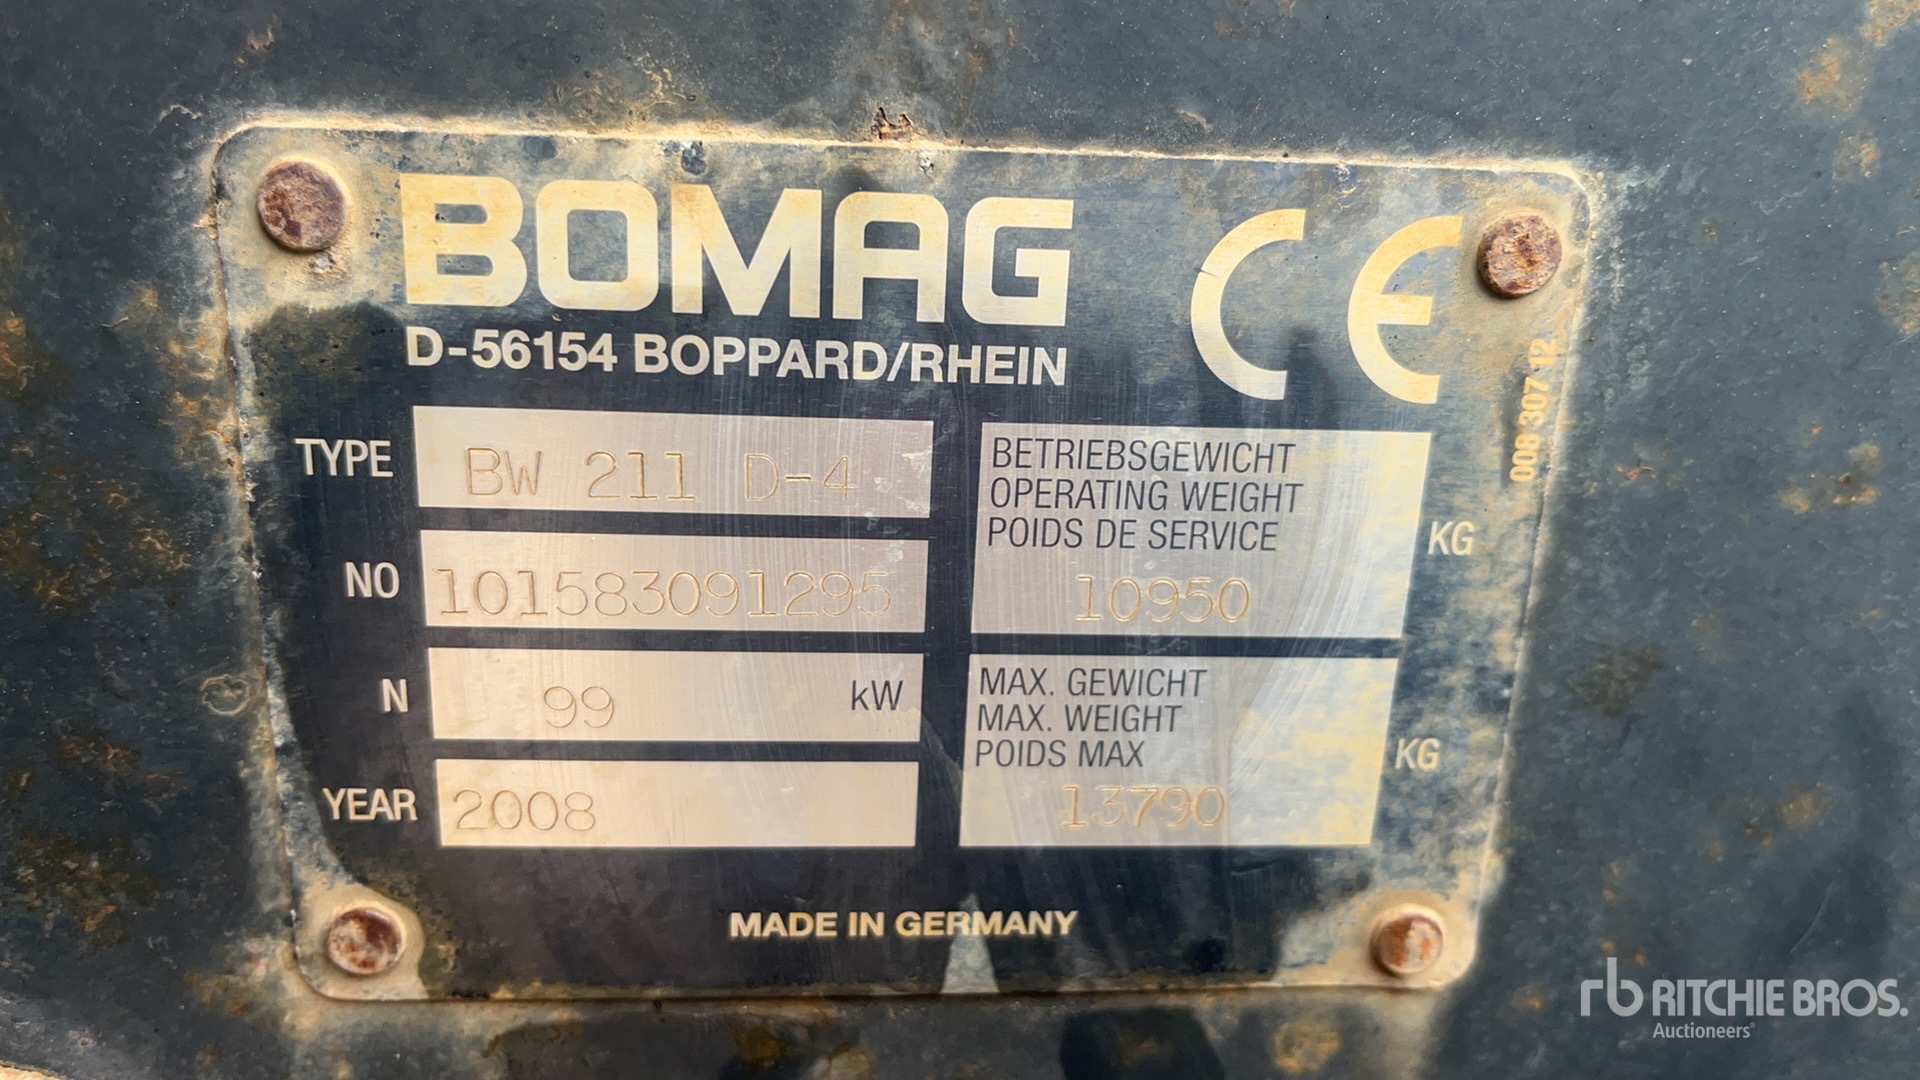 BOMAG CE
D-56154 BOPPARD/RHEIN
TYPE BW 211 D-4
NO 101583091295
N 99 kW
YEAR 2008
BETRIEBSGEWICHT
OPERATING WEIGHT
POIDS DE SERVICE
10950 KG
MAX. GEWICHT
MAX. WEIGHT
POIDS MAX
13790 KG
008 307 12
MADE IN GERMANY
rb RITCHIE BROS.
Auctioneers